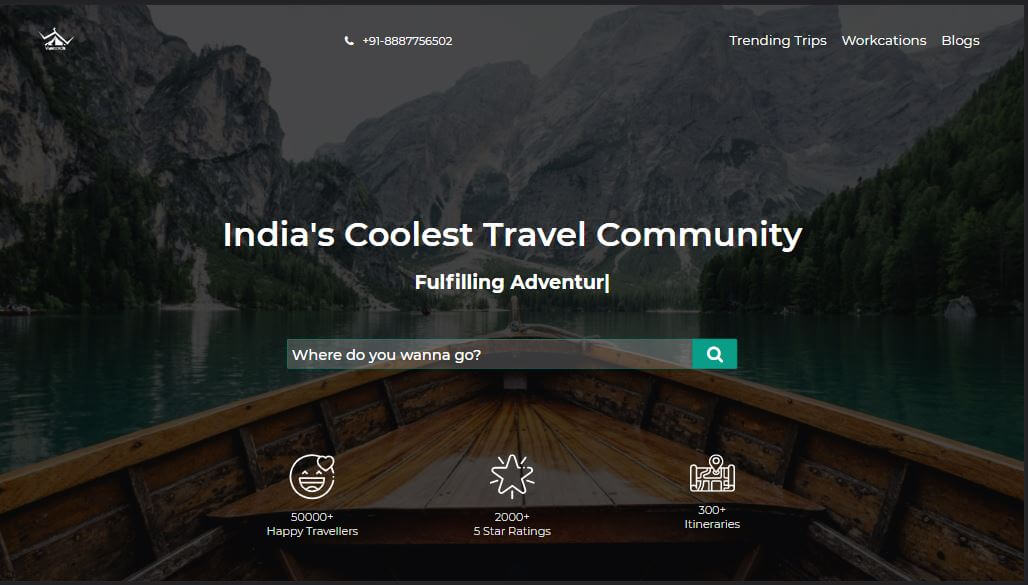 +91-8887756502
Trending Trips Workcations Blogs
India's Coolest Travel Community
Fulfilling Adventur|
Where do you wanna go?
50000+
Happy Travellers
2000+
5 Star Ratings
300+
Itineraries